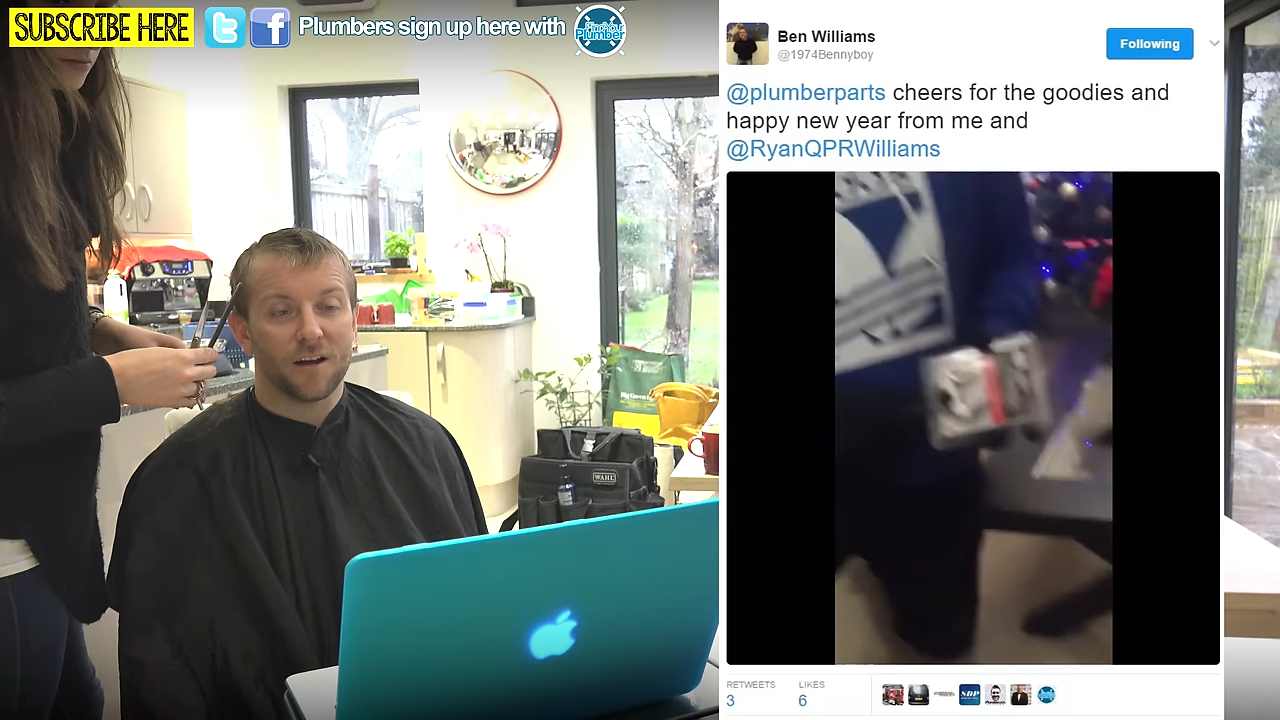 SUBSCRIBE HERE
Plumbers sign up here with
Plumber
Ben Williams
@1974Bennyboy
Following
@plumberparts cheers for the goodies and
happy new year from me and
@RyanQPRWilliams
WAHL
RETWEETS
3
LIKES
6